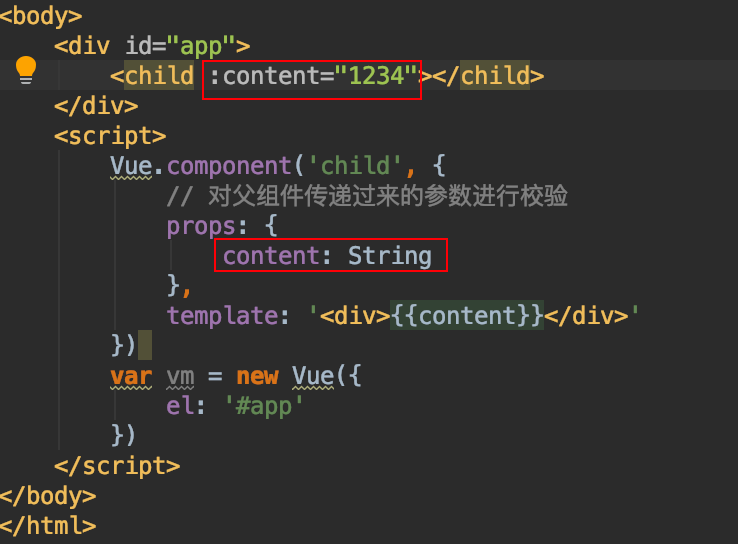 <body>
<div id="app">
<child :content="1234"></child>
</div>
<script>
Vue.component('child', {
// 对父组件传递过来的参数进行校验
props: {
content: String
},
template: '<div>{{content}}</div>'
})
var vm = new Vue({
el: '#app'
})
</script>
</body>
</html>